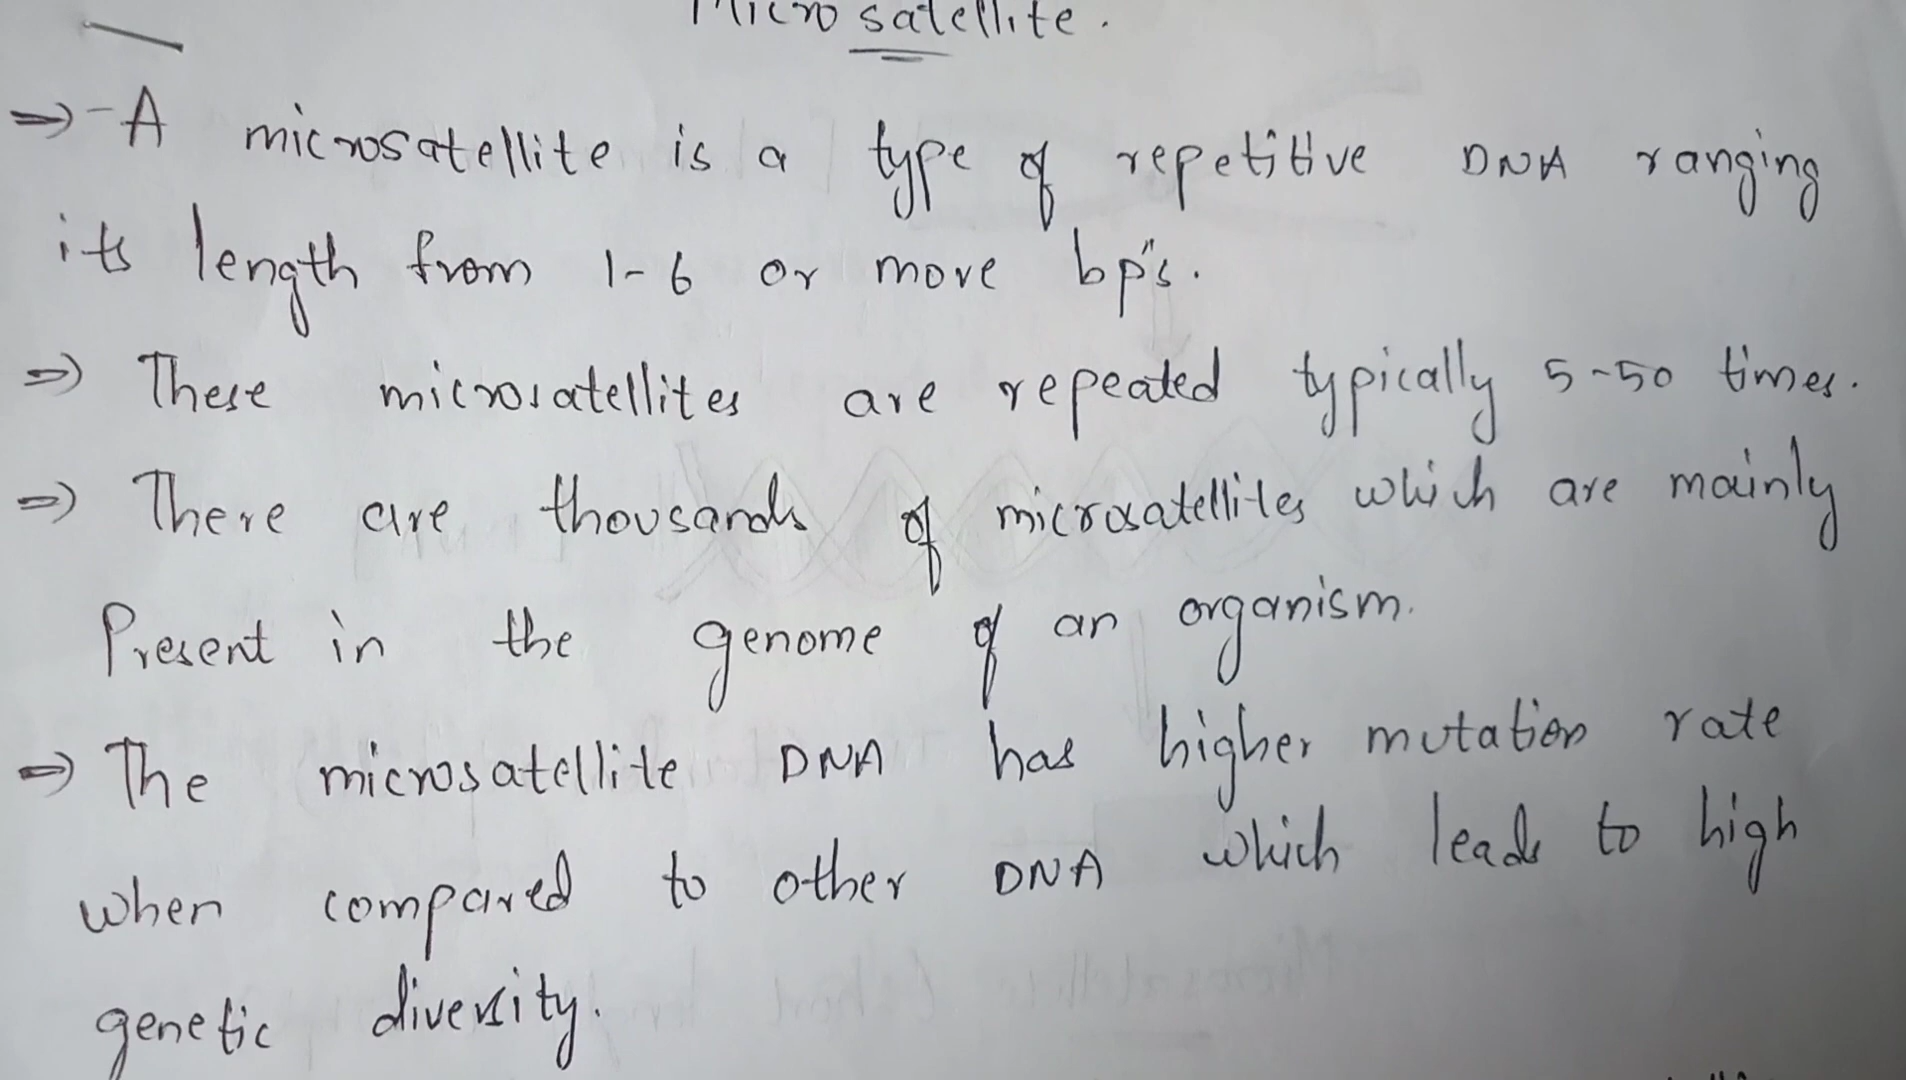 Micro satellite.
⇒ - A microsatellite is a type of repetitive DNA ranging
its length from 1-6 or more bp's.
⇒ These microsatellites are repeated typically 5-50 times.
⇒ There are thousands of microsatellites which are mainly
Present in the genome of an organism.
⇒ The microsatellite DNA has higher mutation rate
when compared to other DNA which leads to high
genetic diversity.